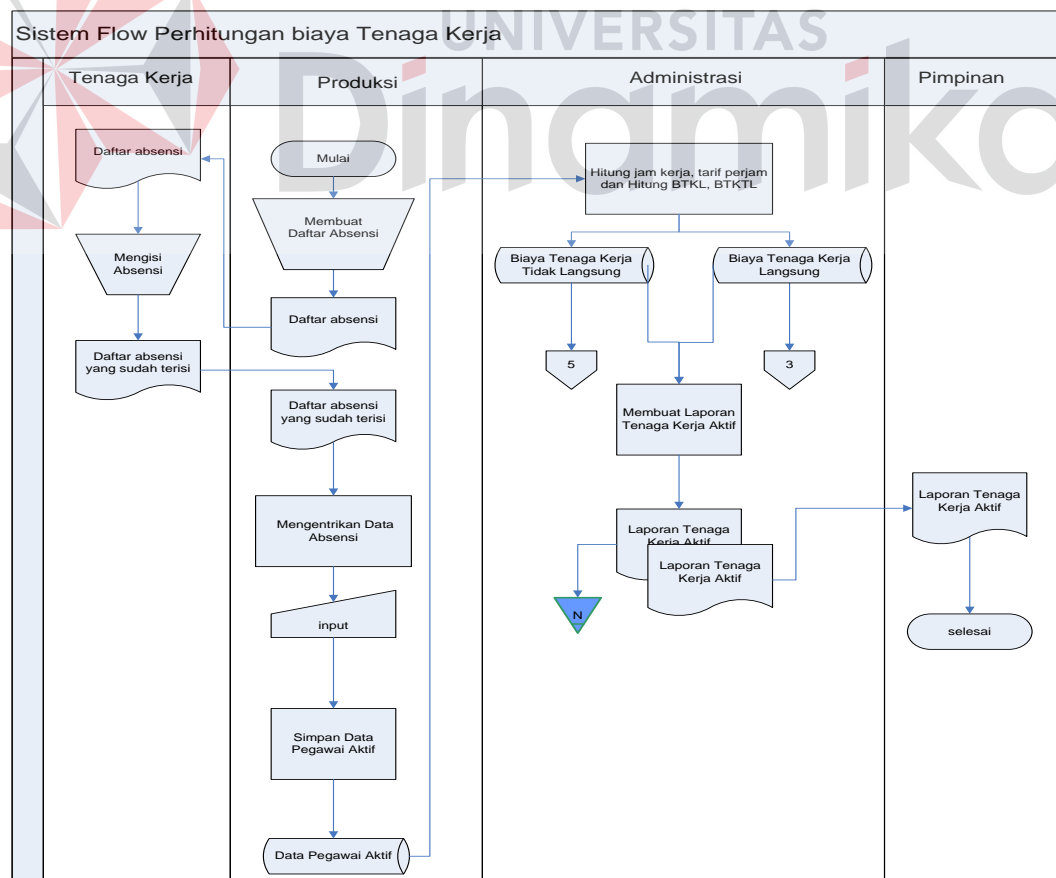 UNIVERSITAS
Dinamika
Sistem Flow Perhitungan biaya Tenaga Kerja
Tenaga Kerja
Produksi
Administrasi
Pimpinan
Daftar absensi
Mengisi
Absensi
Daftar absensi
yang sudah terisi
Mulai
Membuat
Daftar Absensi
Daftar absensi
Daftar absensi
yang sudah terisi
Mengentrikan Data
Absensi
input
Simpan Data
Pegawai Aktif
Data Pegawai Aktif
Hitung jam kerja, tarif perjam
dan Hitung BTKL, BTKTL
Biaya Tenaga Kerja
Tidak Langsung
Biaya Tenaga Kerja
Langsung
5
3
Membuat Laporan
Tenaga Kerja Aktif
Laporan Tenaga
Kerja Aktif
Laporan Tenaga
Kerja Aktif
N
Laporan Tenaga
Kerja Aktif
selesai